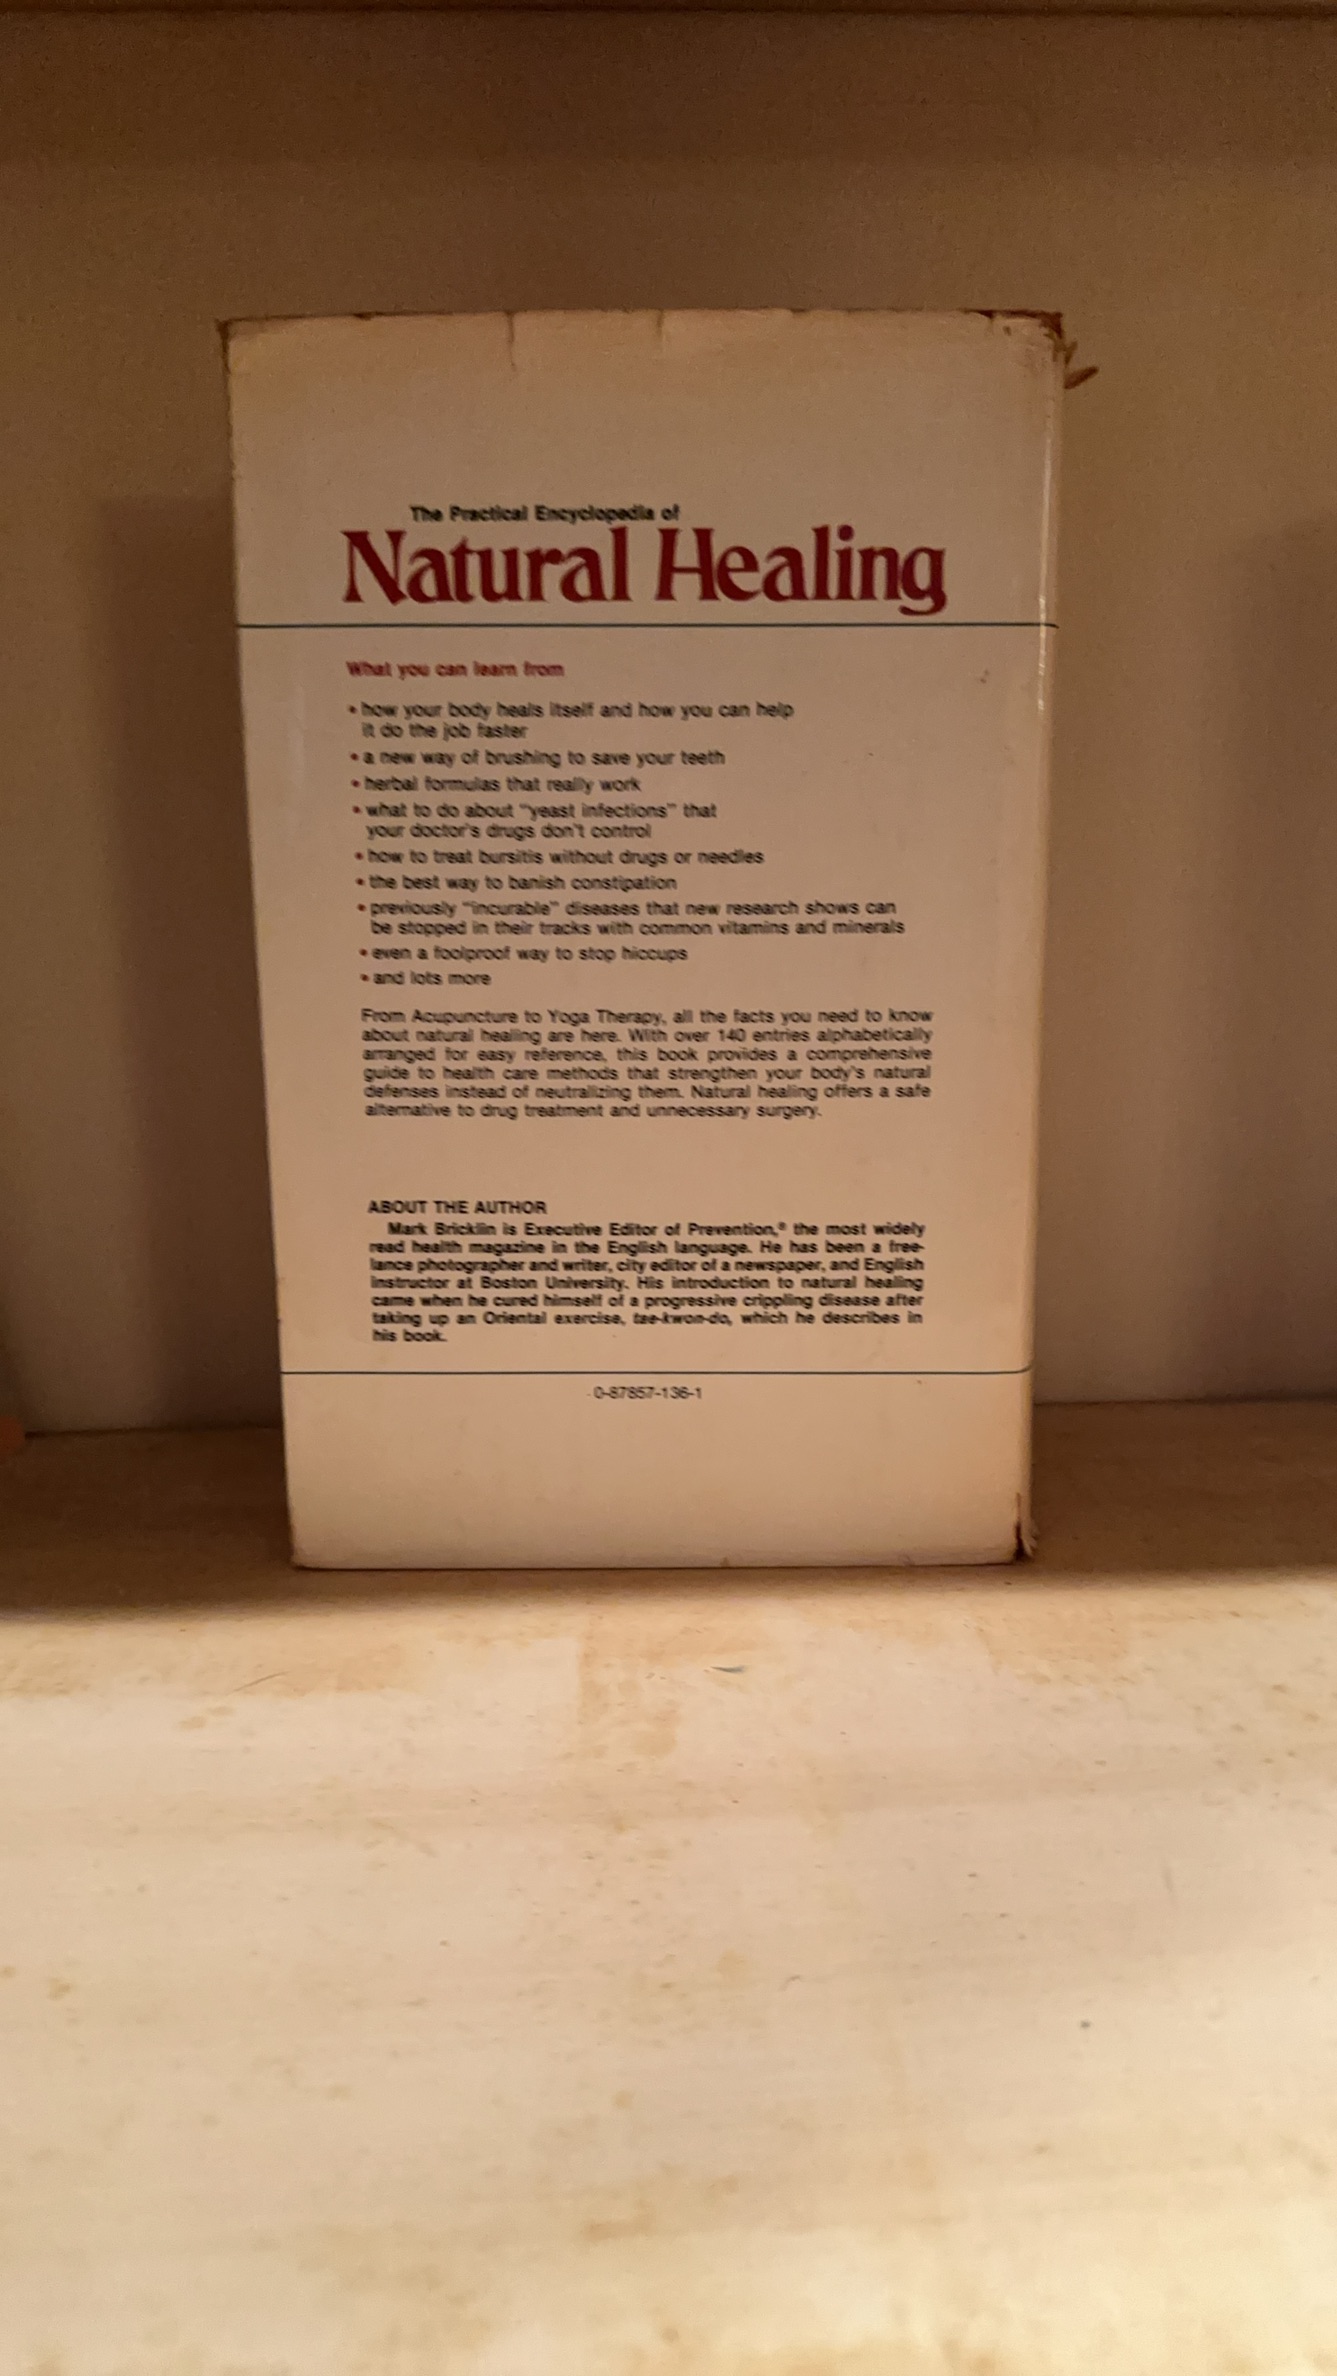 The Practical Encyclopedia of
Natural Healing
What you can learn from
• how your body heals itself and how you can help
it do the job faster
• a new way of brushing to save your teeth
• herbal formulas that really work
• what to do about "yeast infections" that
your doctor's drugs don't control
• how to treat bursitis without drugs or needles
• the best way to banish constipation
• previously "incurable" diseases that new research shows can
be stopped in their tracks with common vitamins and minerals
• even a foolproof way to stop hiccups
• and lots more
From Acupuncture to Yoga Therapy, all the facts you need to know
about natural healing are here. With over 140 entries alphabetically
arranged for easy reference, this book provides a comprehensive
guide to health care methods that strengthen your body's natural
defenses instead of neutralizing them. Natural healing offers a safe
alternative to drug treatment and unnecessary surgery.
ABOUT THE AUTHOR
Mark Bricklin is Executive Editor of Prevention,® the most widely
read health magazine in the English language. He has been a free-
lance photographer and writer, city editor of a newspaper, and English
instructor at Boston University. His introduction to natural healing
came when he cured himself of a progressive crippling disease after
taking up an Oriental exercise, tae-kwon-do, which he describes in
his book.
0-87857-136-1